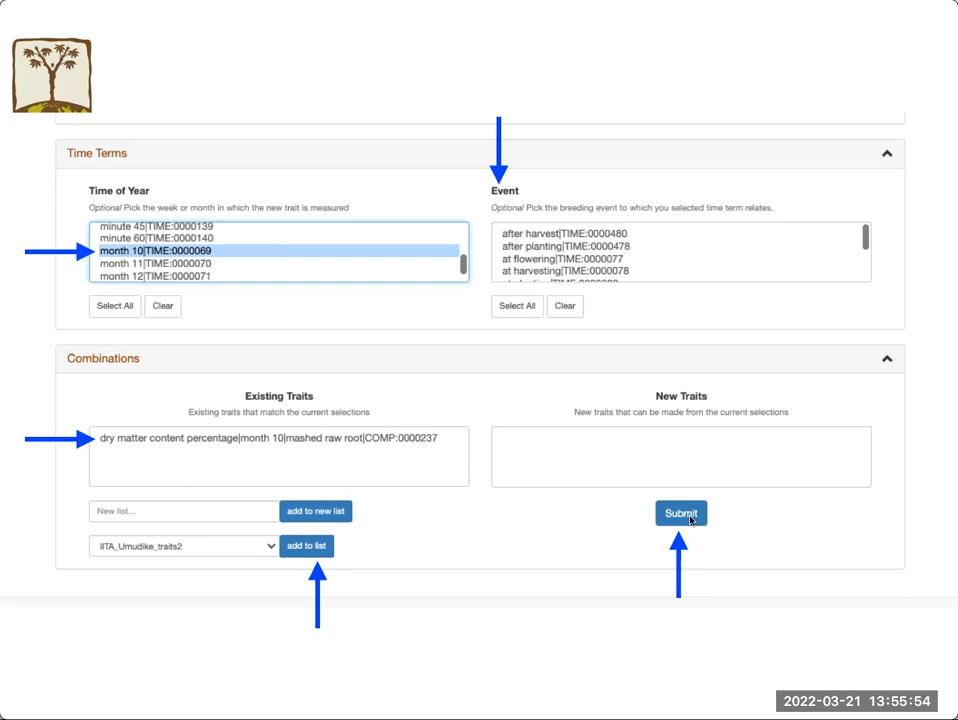 Time Terms
Time of Year
Optional Pick the week or month in which the new trait is measured
minute 45|TIME:0000139
minute 60|TIME:0000140
month 10|TIME:0000069
month 11|TIME:0000070
month 12|TIME:0000071
Select All Clear
Event
Optional Pick the breeding event to which you selected time term relates.
after harvest|TIME:0000480
after planting|TIME:0000478
at flowering|TIME:0000077
at harvesting|TIME:0000078
Select All Clear
Combinations
Existing Traits
Existing traits that match the current selections
dry matter content percentage|month 10|mashed raw root|COMP:0000237
New list... add to new list
IITA_Umudike_traits2 add to list
New Traits
New traits that can be made from the current selections
Submit
2022-03-21 13:55:54